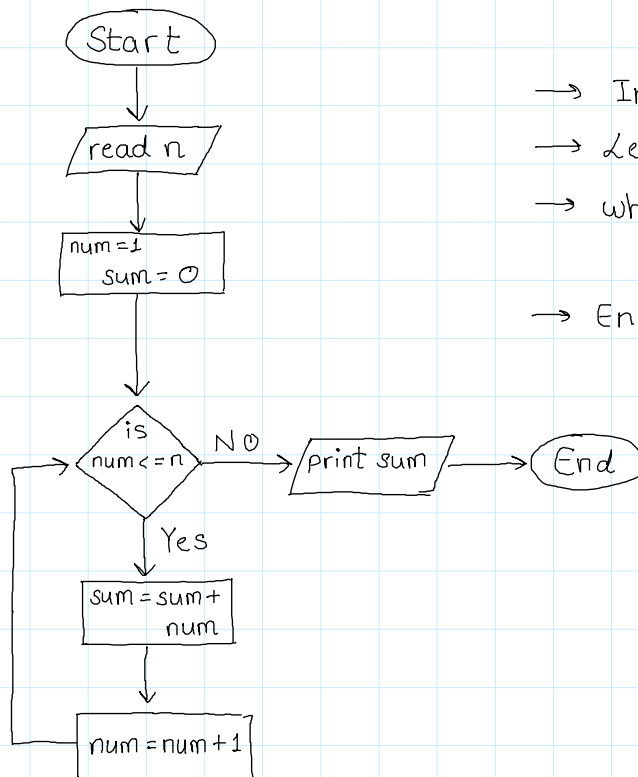 Start
read n
num=1
sum = 0
is
num<=n
NO
print sum
End
Yes
sum = sum +
num
num = num + 1
→
→
→
→ En